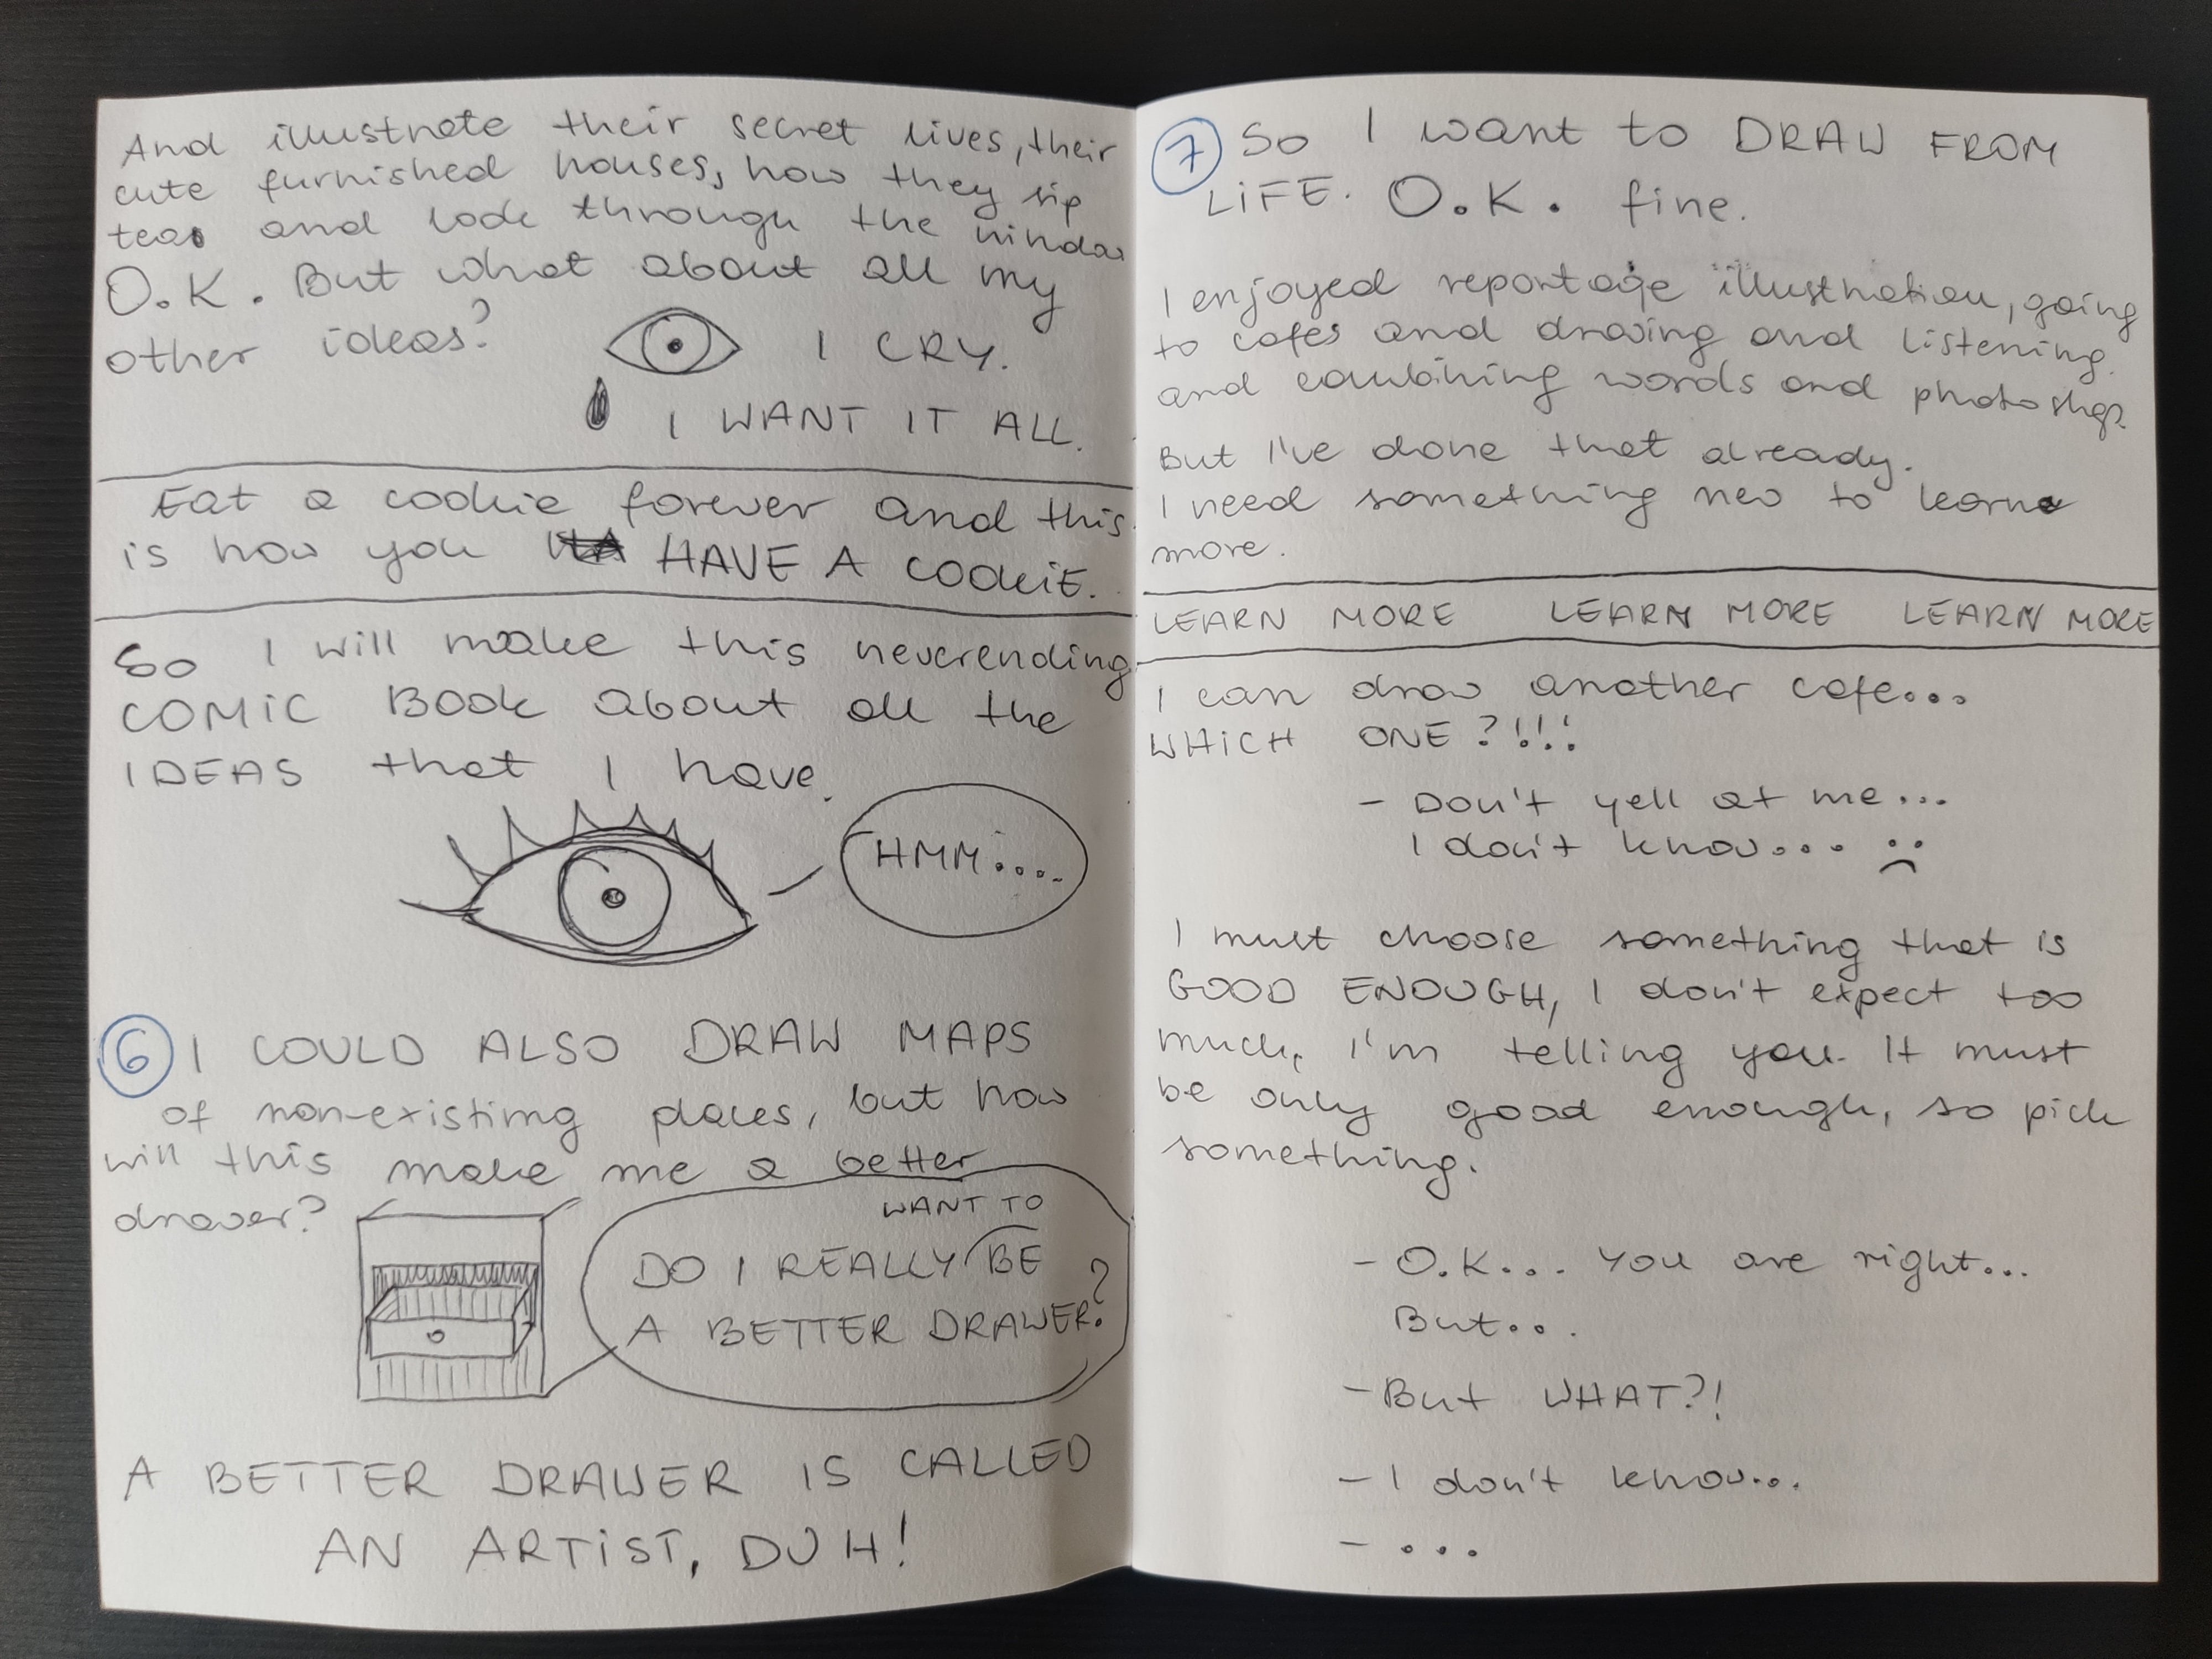 And illustrate their secret lives, their
cute furnished houses, how they sip
tea and look through the window
O.K. But what about all my
other ideas?
I CRY.
I WANT IT ALL.
Eat a cookie forever and this
is how you HAVE A COOKIE.
So I will make this neverending
COMIC BOOK about all the
IDEAS that I have.
HMM....
6 I COULD ALSO DRAW MAPS
of non-existing places, but how
will this make me a better
drawer?
WANT TO
DO I REALLY BE
A BETTER DRAWER?
A BETTER DRAWER IS CALLED
AN ARTIST, DUH!
7 So I want to DRAW FROM
LIFE. O.K. fine.
I enjoyed reportage illustration, going
to cafes and drawing and listening
and combining words and photoshop.
But I've done that already.
I need something new to learn
more.
LEARN MORE LEARN MORE LEARN MORE
I can draw another cafe...
WHICH ONE?!!!
- Don't yell at me...
I don't know... :(
I must choose something that is
GOOD ENOUGH, I don't expect too
much, I'm telling you. It must
be only good enough, so pick
something.
- O.K... You are right...
But...
- But WHAT?!
- I don't know...
- ...